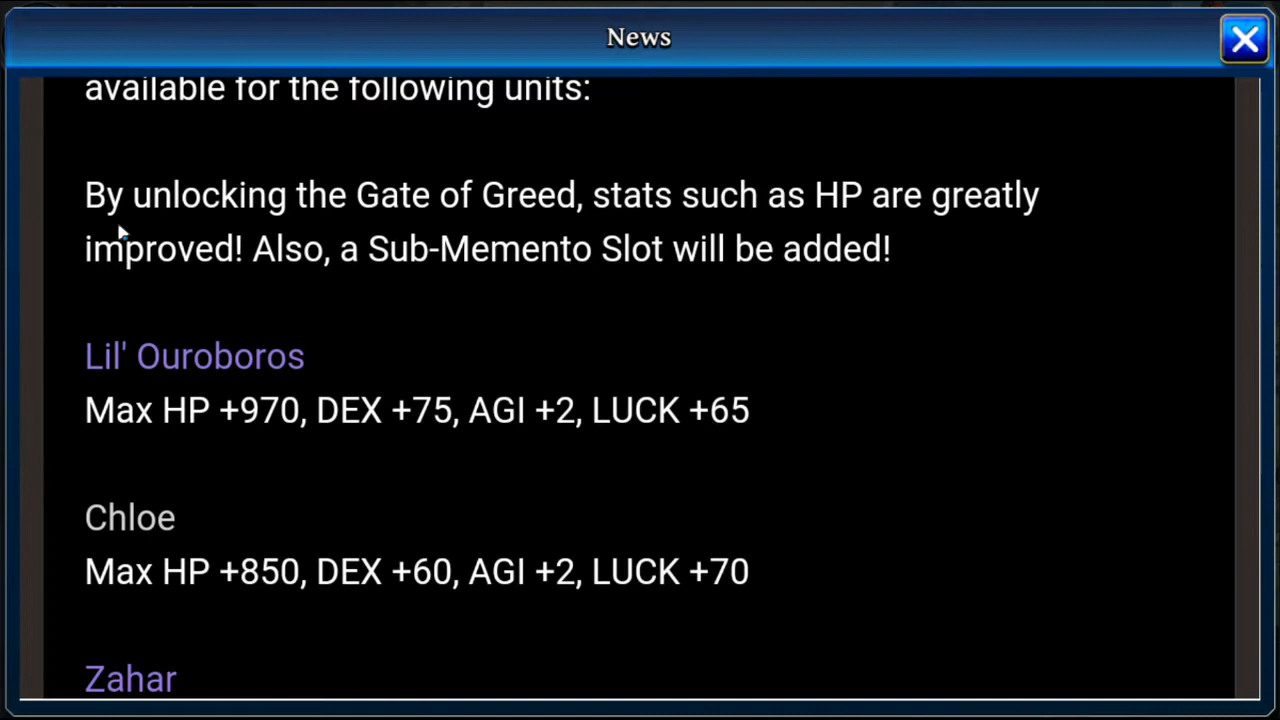 News
available for the following units:
By unlocking the Gate of Greed, stats such as HP are greatly
improved! Also, a Sub-Memento Slot will be added!
Lil' Ouroboros
Max HP +970, DEX +75, AGI +2, LUCK +65
Chloe
Max HP +850, DEX +60, AGI +2, LUCK +70
Zahar